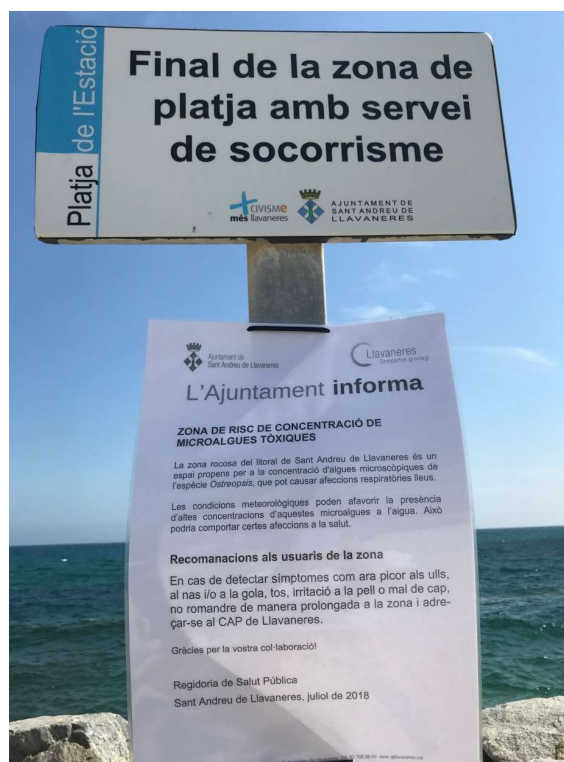 Platja de l'Estació
Final de la zona de
platja amb servei
de socorrisme
civisme
més llavaneres
AJUNTAMENT DE
SANT ANDREU DE
LLAVANERES
Ajuntament de
Sant Andreu de Llavaneres
Llavaneres
Comparteix privilegi
L'Ajuntament informa
ZONA DE RISC DE CONCENTRACIÓ DE
MICROALGUES TÒXIQUES
La zona rocosa del litoral de Sant Andreu de Llavaneres és un
espai propens per a la concentració d'algues microscòpiques de
l'espècie Ostreopsis, que pot causar afeccions respiratòries lleus.
Les condicions meteorològiques poden afavorir la presència
d'altes concentracions d'aquestes microalgues a l'aigua. Això
podria comportar certes afeccions a la salut.
Recomanacions als usuaris de la zona
En cas de detectar símptomes com ara picor als ulls,
al nas i/o a la gola, tos, irritació a la pell o mal de cap,
no romandre de manera prolongada a la zona i adre-
çar-se al CAP de Llavaneres.
Gràcies per la vostra col·laboració!
Regidoria de Salut Pública
Sant Andreu de Llavaneres, juliol de 2018